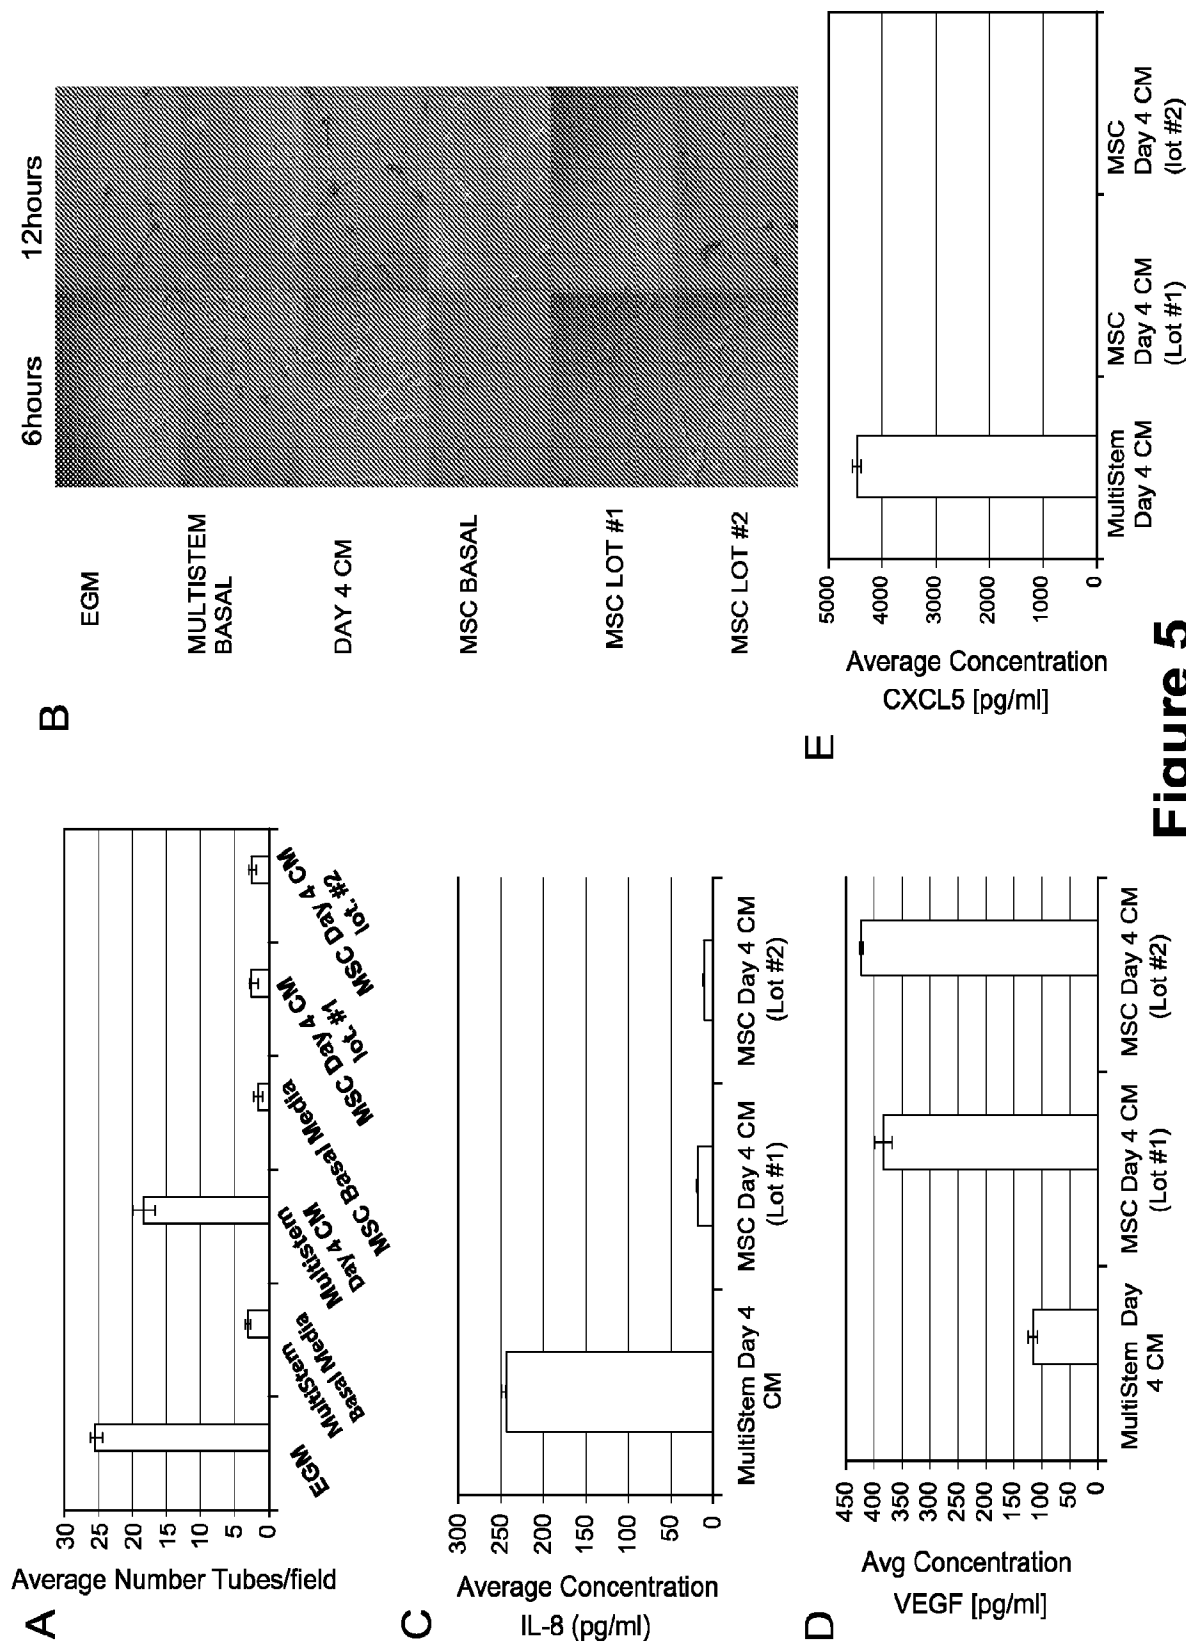 A
Average Number Tubes/field
30
25
20
15
10
5
0
EGM
MultiStem
Basal Media
Multistem
Day 4 CM
MSC Basal Media
MSC Day 4 CM
lot. #1
MSC Day 4 CM
lot. #2
B
6hours
12hours
EGM
MULTISTEM
BASAL
DAY 4 CM
MSC BASAL
MSC LOT #1
MSC LOT #2
C
Average Concentration
IL-8 (pg/ml)
300
250
200
150
100
50
0
MultiStem Day 4
CM
MSC Day 4 CM
(Lot #1)
MSC Day 4 CM
(Lot #2)
D
Avg Concentration
VEGF [pg/ml]
450
400
350
300
250
200
150
100
50
0
MultiStem Day
4 CM
MSC Day 4 CM
(Lot #1)
MSC Day 4 CM
(Lot #2)
E
Average Concentration
CXCL5 [pg/ml]
5000
4000
3000
2000
1000
0
MultiStem
Day 4 CM
MSC
Day 4 CM
(Lot #1)
MSC
Day 4 CM
(lot #2)
Figure 5